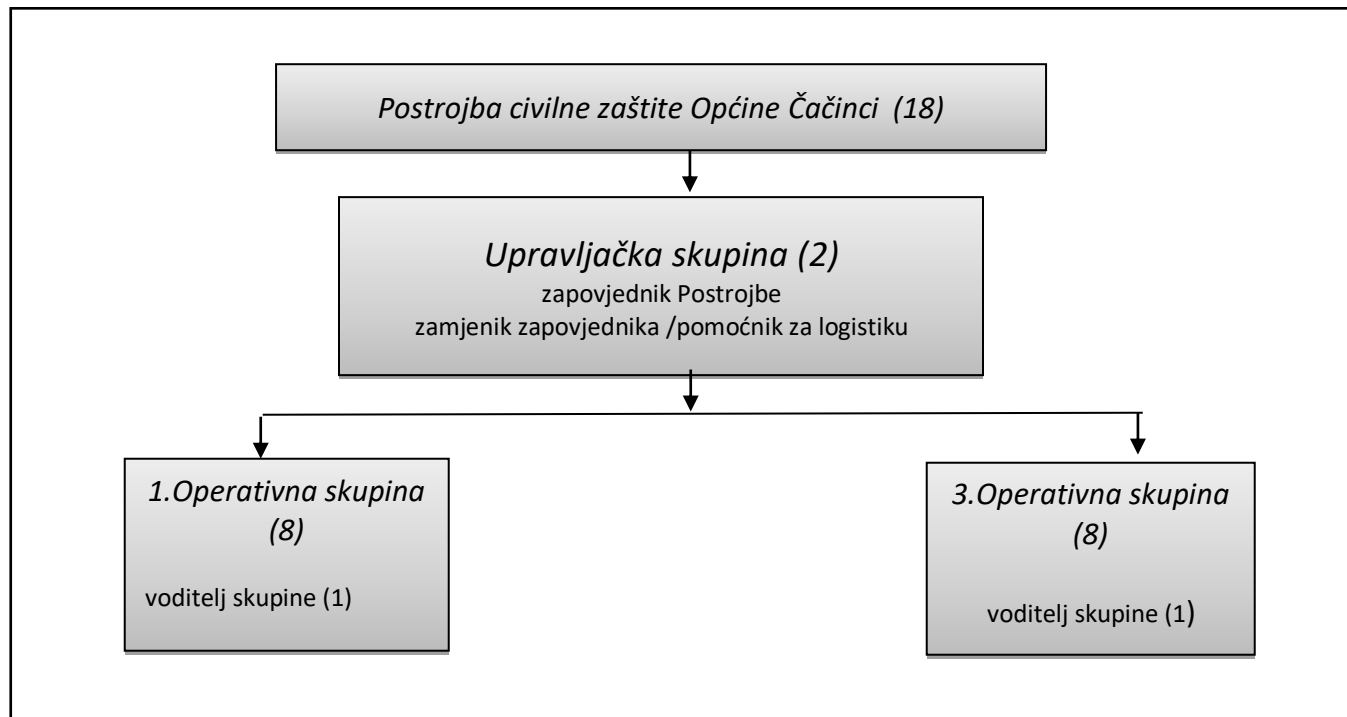 Postrojba civilne zaštite Općine Čačinci (18)
Upravljačka skupina (2)
zapovjednik Postrojbe
zamjenik zapovjednika /pomoćnik za logistiku
1.Operativna skupina
(8)
voditelj skupine (1)
3.Operativna skupina
(8)
voditelj skupine (1)